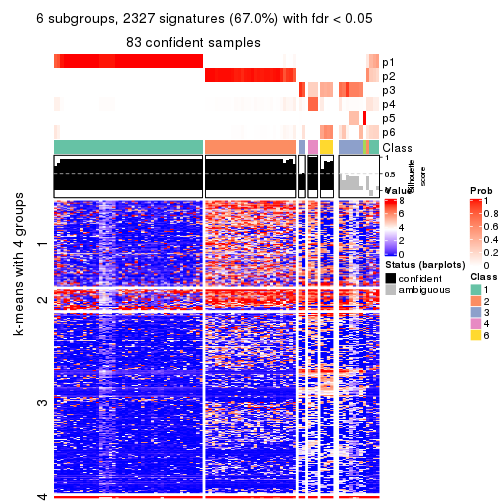 6 subgroups, 2327 signatures (67.0%) with fdr < 0.05
83 confident samples
p1
p2
p3
p4
p5
p6
Class
1
0.5
0
Silhouette
score
k-means with 4 groups
1
2
3
4
Value
8
6
4
2
0
Status (barplots)
confident
ambiguous
Prob
1
0.8
0.6
0.4
0.2
0
Class
1
2
3
4
6